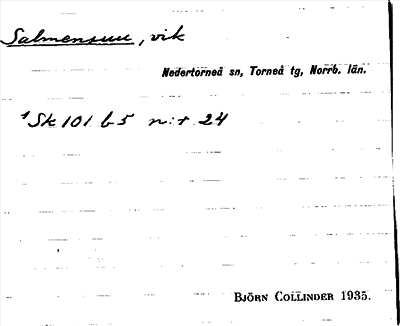 Salmensuu, vik
Nedertorneå sn, Torneå tg, Norrb. län.
1 Sk 101 b 5 n:r 24
BJÖRN COLLINDER 1935.